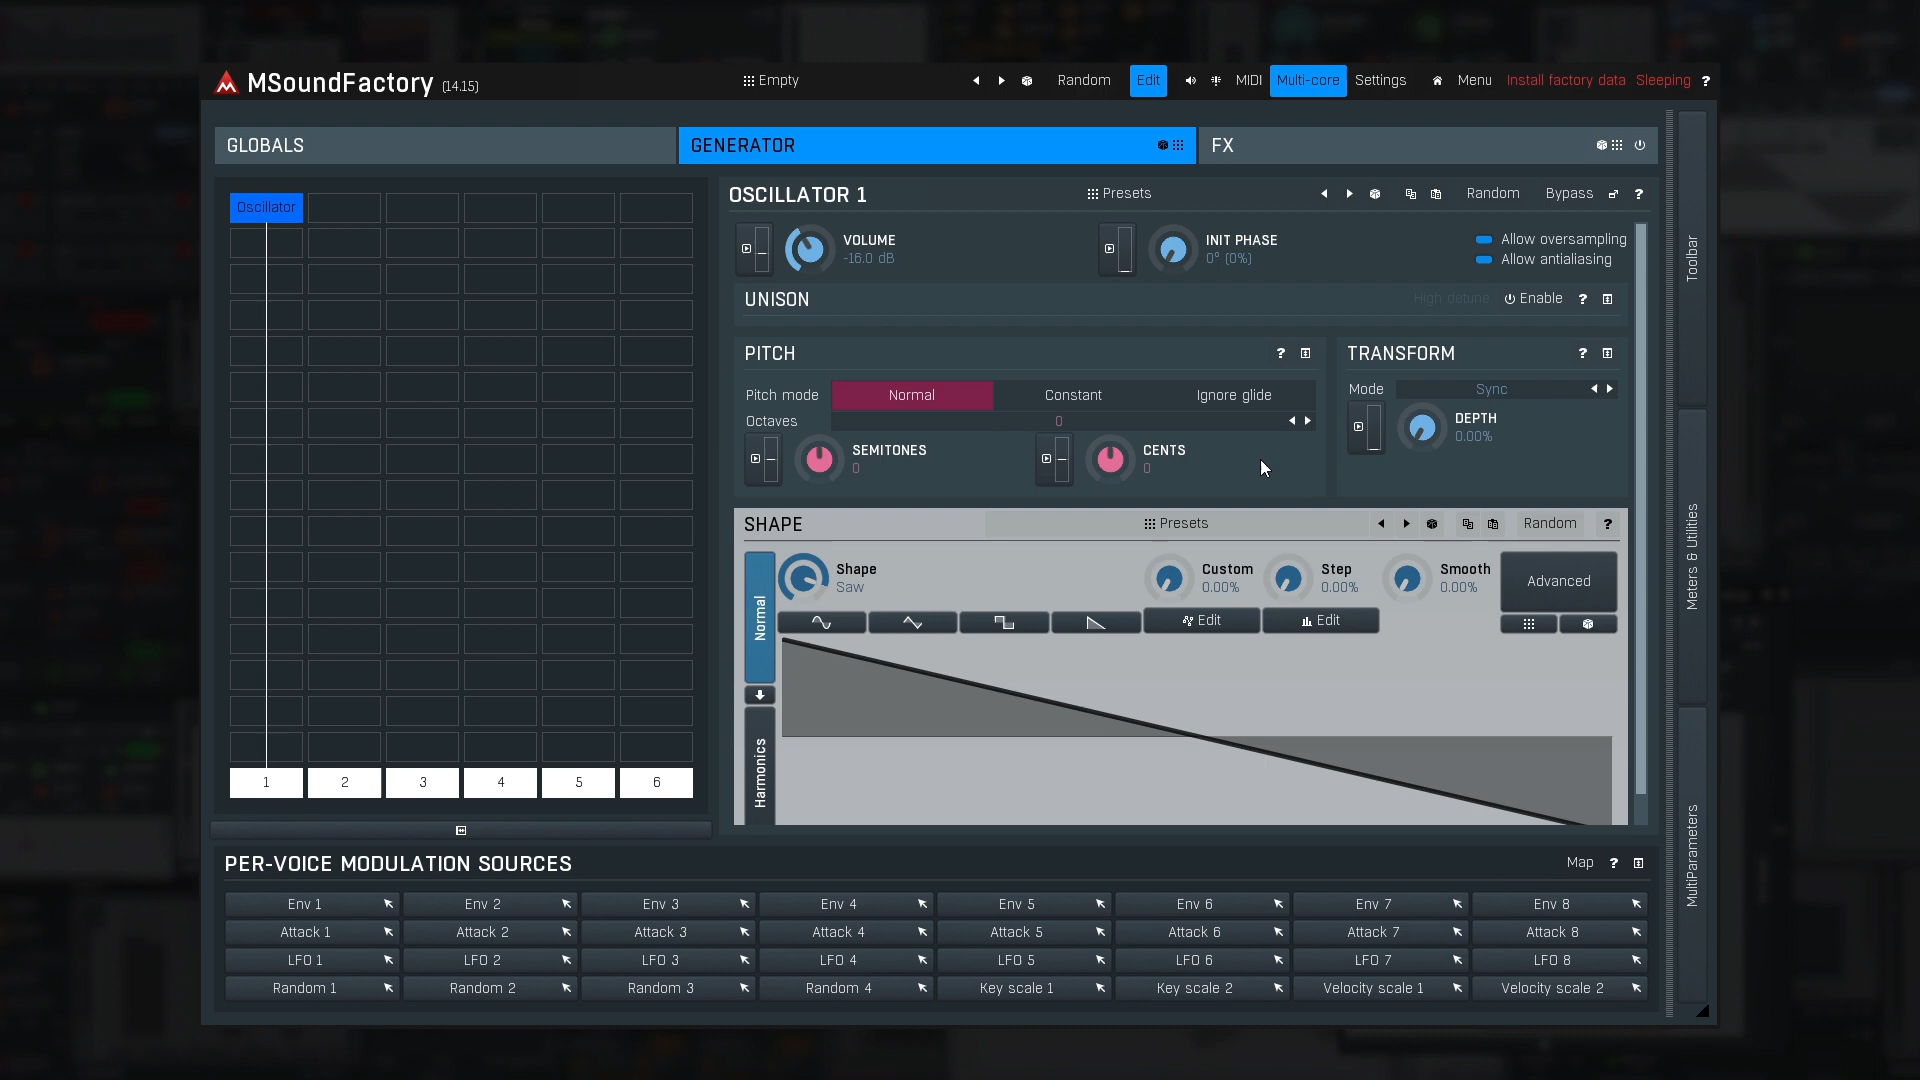 MSoundFactory (14.15)
Empty
Random
Edit
MIDI
Multi-core
Settings
Menu
Install factory data
Sleeping
?
GLOBALS
GENERATOR
FX
Oscillator
1 2 3 4 5 6
OSCILLATOR 1
Presets
Random
Bypass
?
VOLUME
-16.0 dB
INIT PHASE
0° (0%)
Allow oversampling
Allow antialiasing
UNISON
High detune
Enable
?
PITCH
?
Pitch mode
Normal
Constant
Ignore glide
Octaves
0
SEMITONES
0
CENTS
0
TRANSFORM
?
Mode
Sync
DEPTH
0.00%
SHAPE
Presets
Random
?
Normal
Harmonics
Shape
Saw
Custom
0.00%
Step
0.00%
Smooth
0.00%
Advanced
Edit
Edit
Toolbar
Meters & Utilities
MultiParameters
PER-VOICE MODULATION SOURCES
Map
?
Env 1 Env 2 Env 3 Env 4 Env 5 Env 6 Env 7 Env 8
Attack 1 Attack 2 Attack 3 Attack 4 Attack 5 Attack 6 Attack 7 Attack 8
LFO 1 LFO 2 LFO 3 LFO 4 LFO 5 LFO 6 LFO 7 LFO 8
Random 1 Random 2 Random 3 Random 4 Key scale 1 Key scale 2 Velocity scale 1 Velocity scale 2